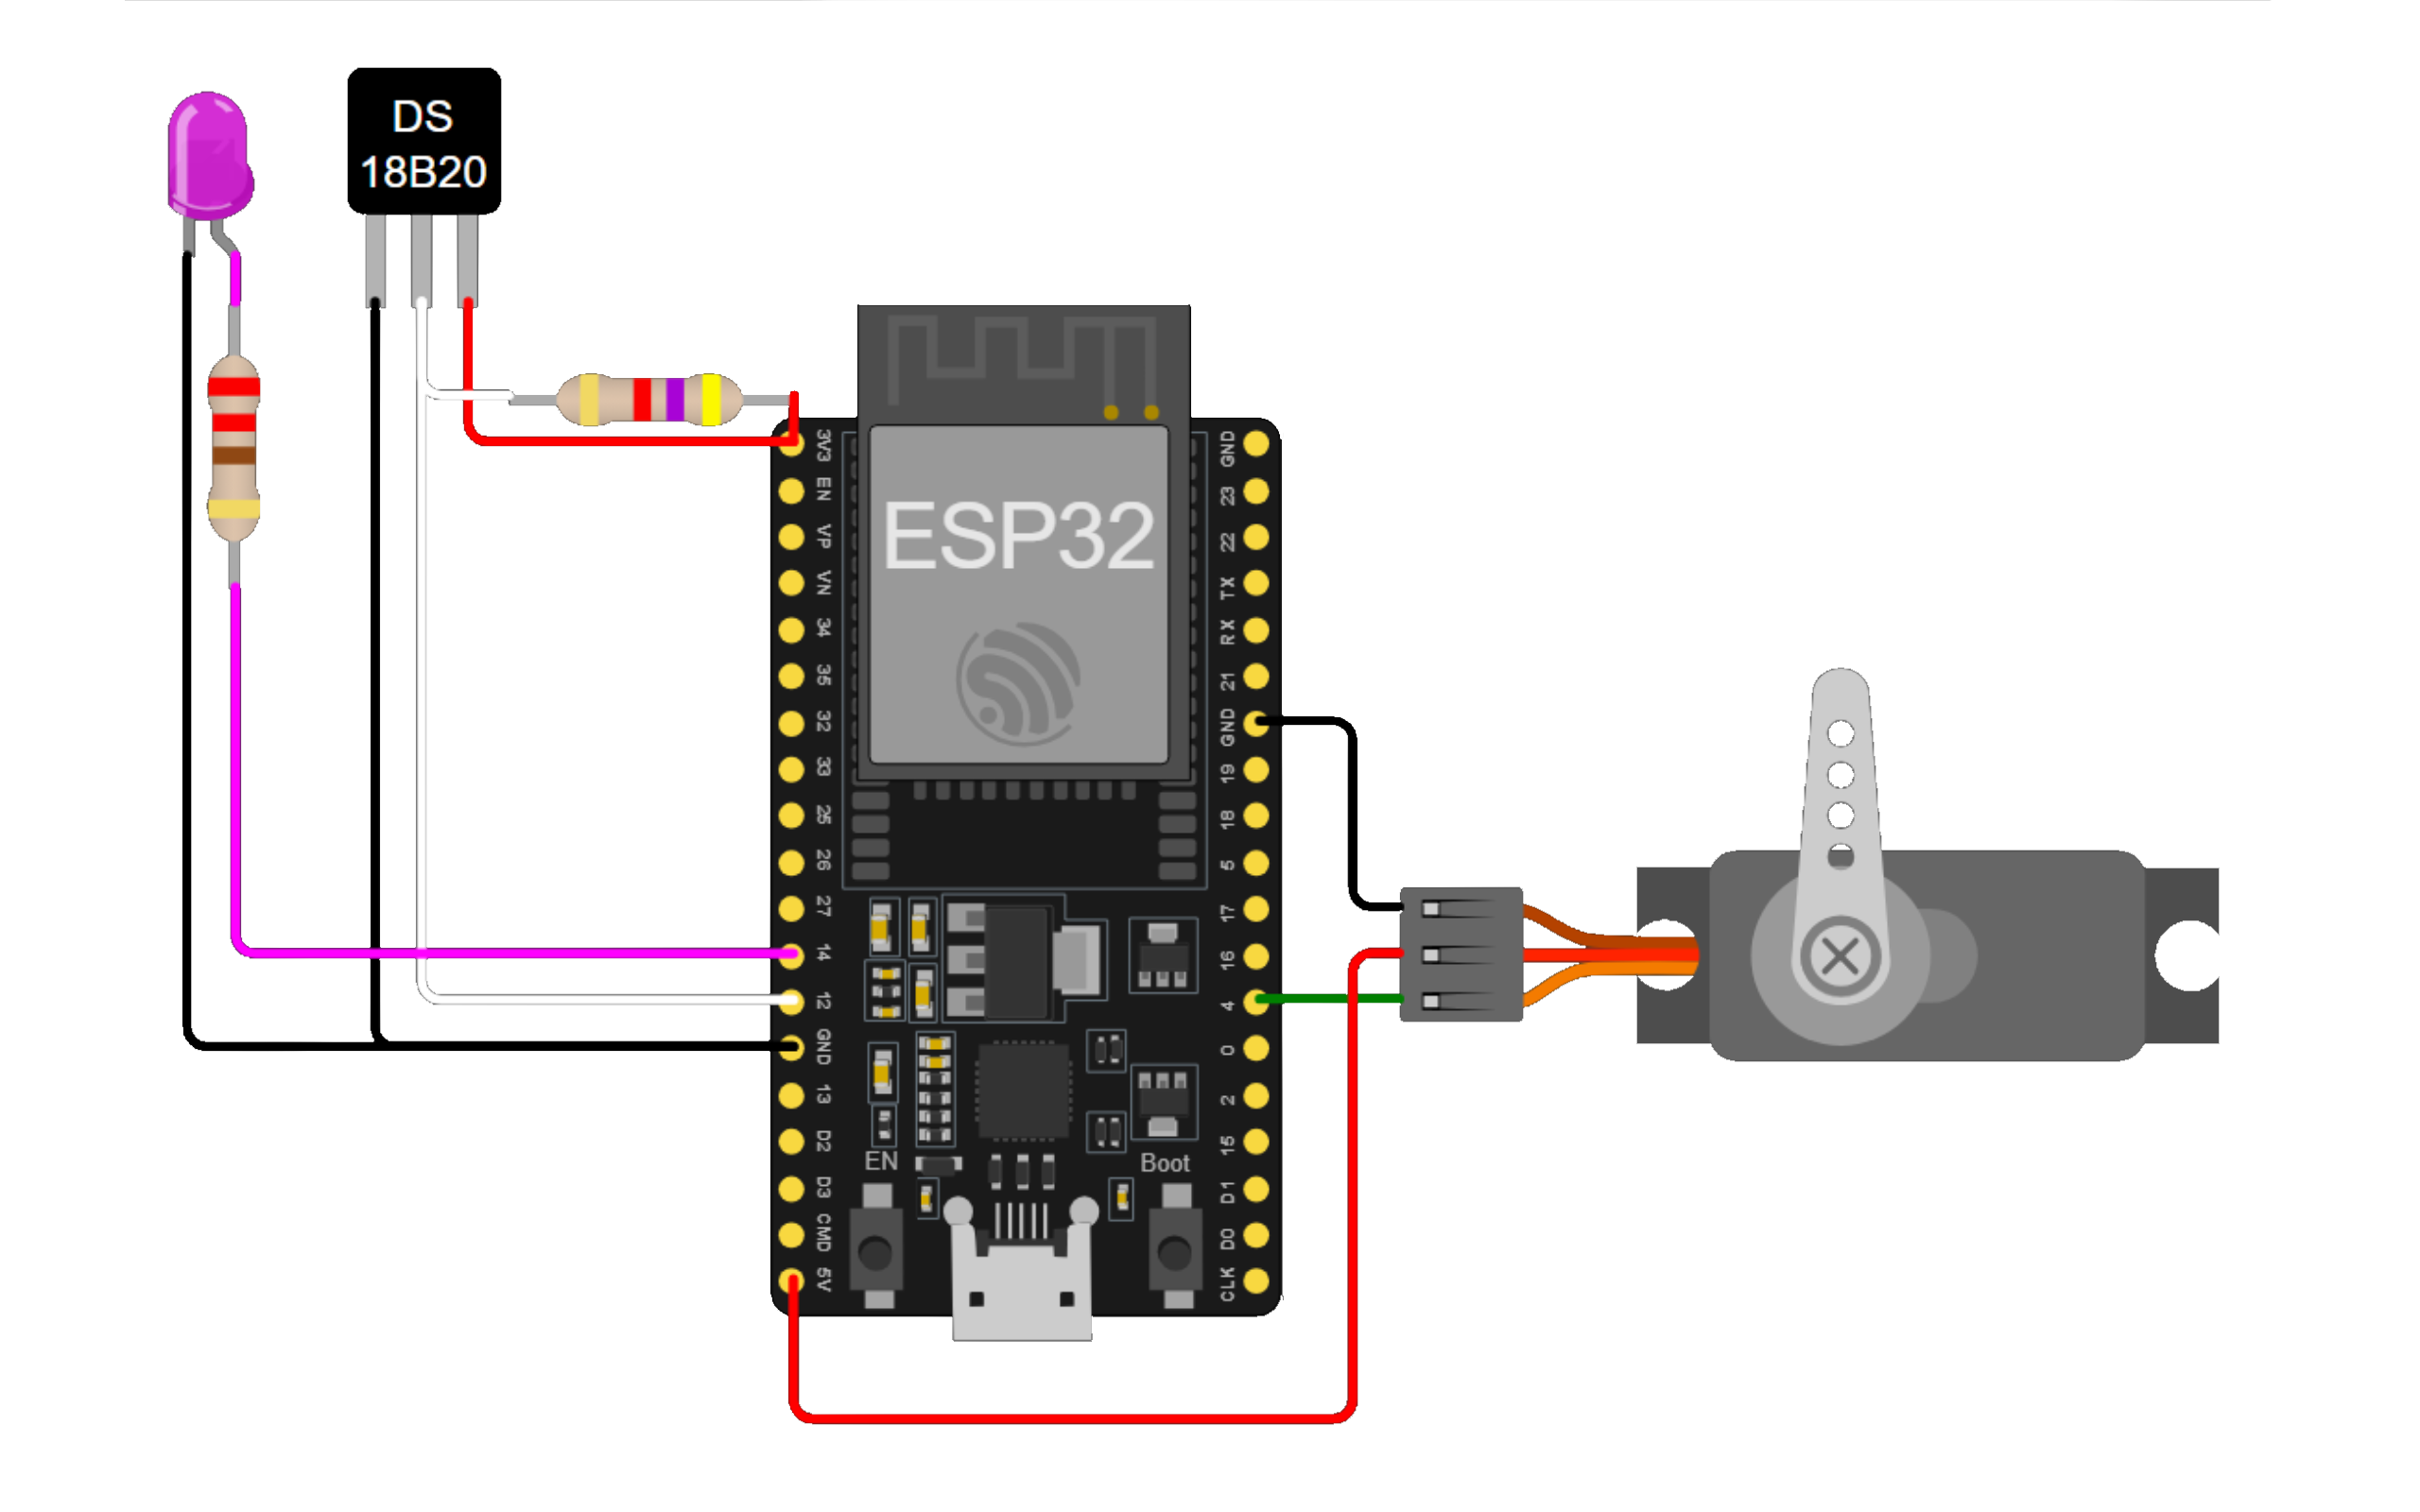 DS
18B20
ESP32
3V3
EN
VP
VN
34
35
32
33
25
26
27
14
12
GND
13
D2
D3
CMD
5V
GND
23
22
TX
RX
21
GND
19
18
5
17
16
4
0
2
15
D1
D0
CLK
EN
Boot